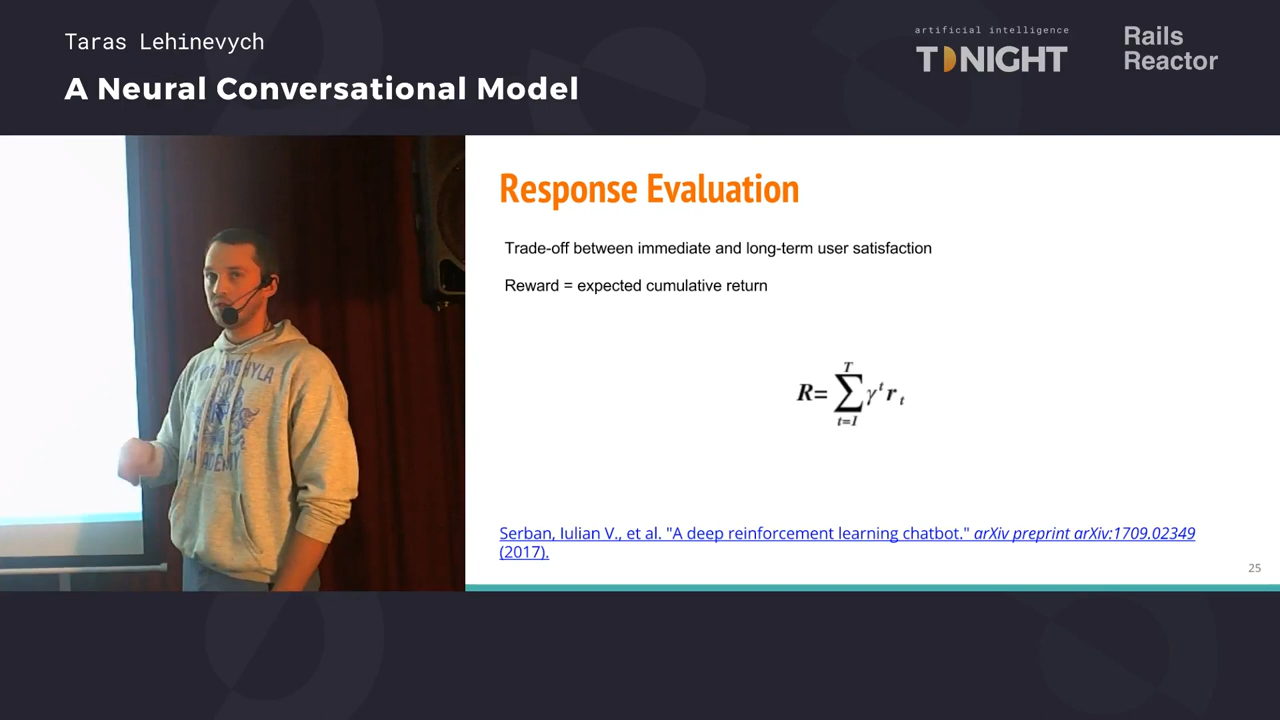 Taras Lehinevych
A Neural Conversational Model
artificial intelligence
TONIGHT
Rails
Reactor
Response Evaluation
Trade-off between immediate and long-term user satisfaction
Reward = expected cumulative return
R= ∑_{t=1}^{T} γ^t r_t
Serban, Iulian V., et al. "A deep reinforcement learning chatbot." arXiv preprint arXiv:1709.02349
(2017).
25